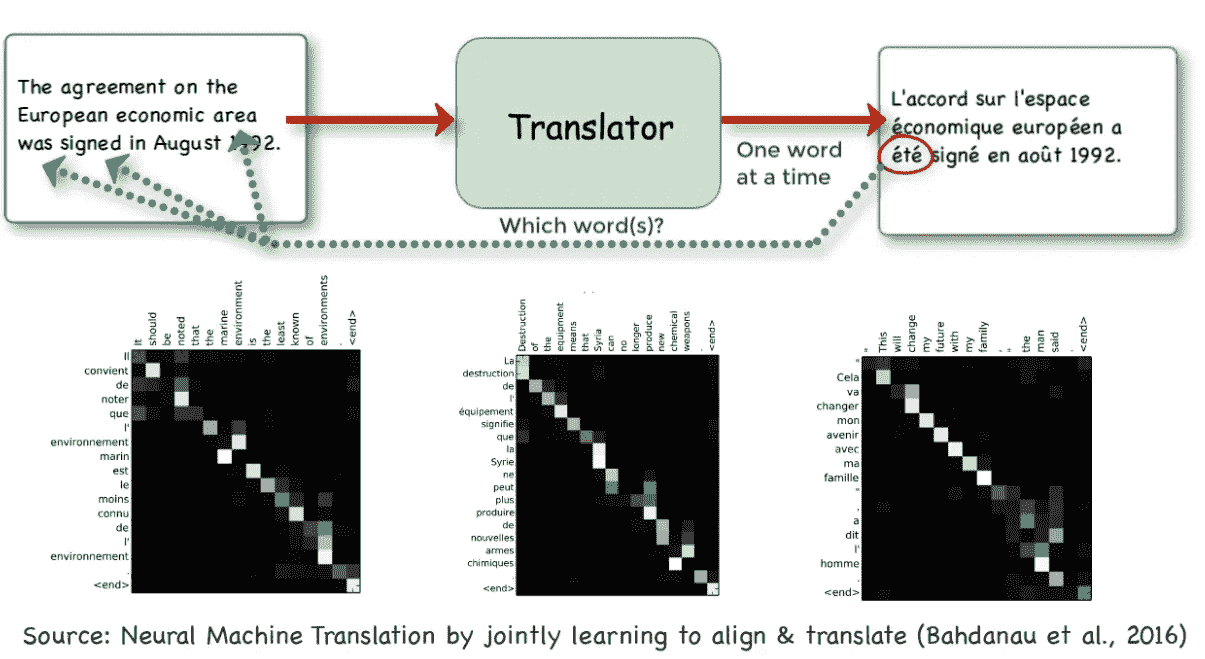 The agreement on the
European economic area
was signed in August 1992.
Translator
One word
at a time
L'accord sur l'espace
économique européen a
été signé en août 1992.
Which word(s)?
It
should
be
noted
that
the
marine
environment
is
the
least
known
of
environments
.
<end>
Il
convient
de
noter
que
l'
environnement
marin
est
le
moins
connu
de
l'
environnement
.
<end>
Destruction
of
the
equipment
means
that
Syria
can
no
longer
produce
new
chemical
weapons
.
<end>
La
destruction
de
l'
équipement
signifie
que
la
Syrie
ne
peut
plus
produire
de
nouvelles
armes
chimiques
.
<end>
"
This
will
change
my
future
with
my
family
,
"
the
man
said
.
<end>
"
Cela
va
changer
mon
avenir
avec
ma
famille
"
,
a
dit
l'
homme
.
<end>
Source: Neural Machine Translation by jointly learning to align & translate (Bahdanau et al., 2016)